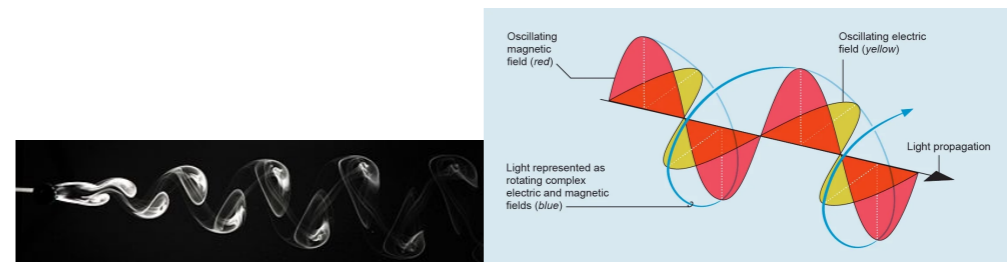 Oscillating
magnetic
field (red)
Oscillating electric
field (yellow)
Light propagation
Light represented as
rotating complex
electric and magnetic
fields (blue)